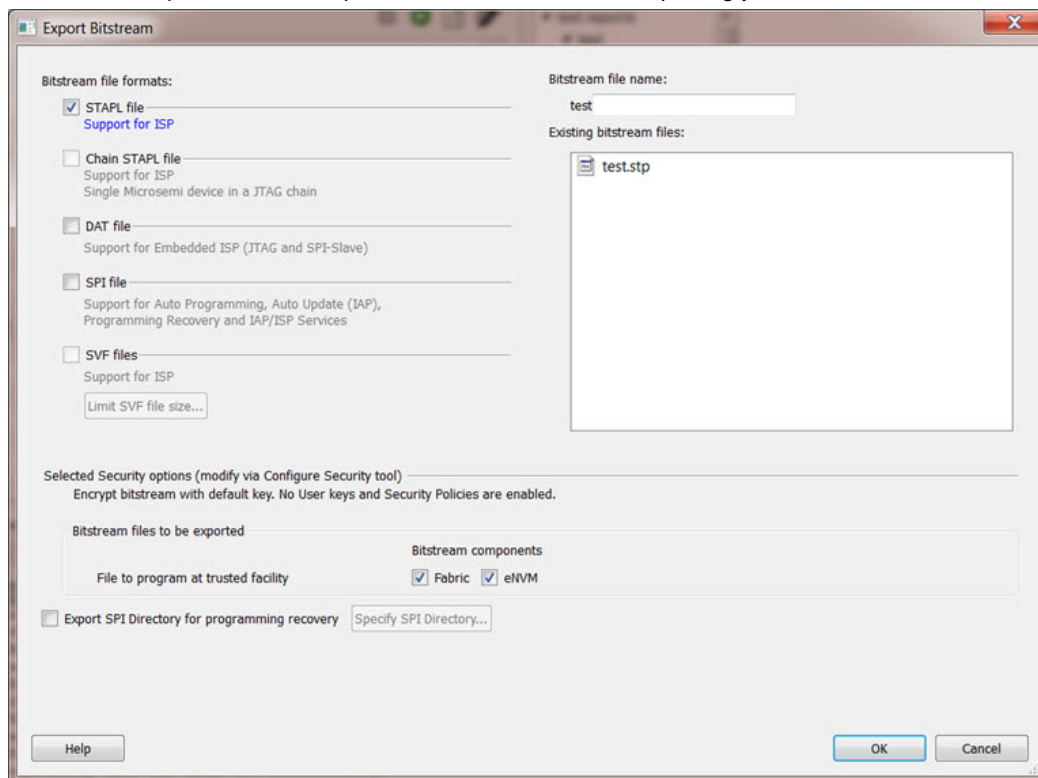 Export Bitstream
Bitstream file formats:
STAPL file
Support for ISP
Chain STAPL file
Support for ISP
Single Microsemi device in a JTAG chain
DAT file
Support for Embedded ISP (JTAG and SPI-Slave)
SPI file
Support for Auto Programming, Auto Update (IAP),
Programming Recovery and IAP/ISP Services
SVF files
Support for ISP
Limit SVF file size...
Bitstream file name:
test
Existing bitstream files:
test.stp
Selected Security options (modify via Configure Security tool)
Encrypt bitstream with default key. No User keys and Security Policies are enabled.
Bitstream files to be exported
Bitstream components
File to program at trusted facility
Fabric eNVM
Export SPI Directory for programming recovery Specify SPI Directory...
Help OK Cancel